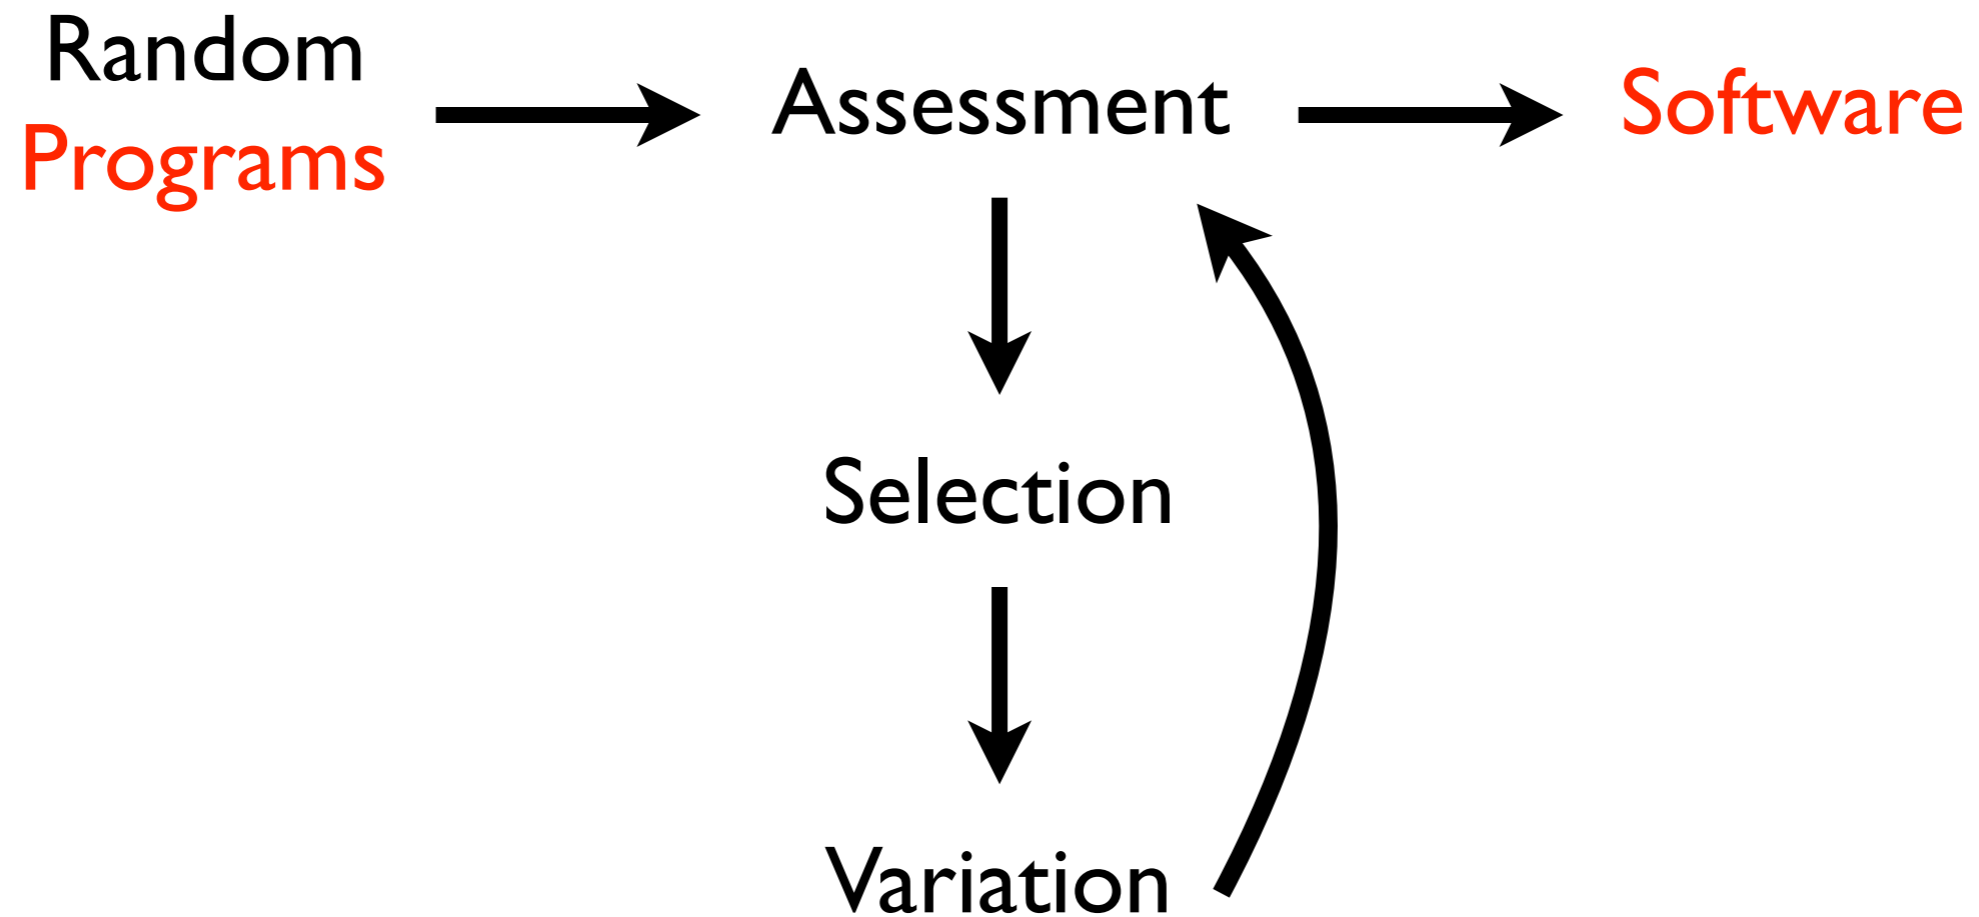 Random
Programs
Assessment
Software
Selection
Variation